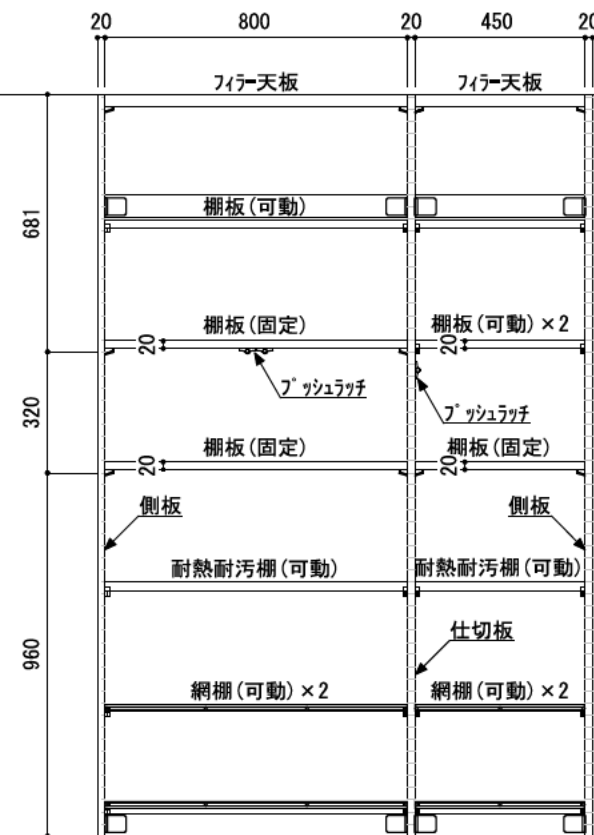 20 800 20 450 20
フィラー天板 フィラー天板
681
棚板(可動)
棚板(固定) 棚板(可動)×2
20 20
プッシュラッチ
プッシュラッチ
320
棚板(固定) 棚板(固定)
20 20
側板 側板
耐熱耐汚棚(可動) 耐熱耐汚棚(可動)
仕切板
960
網棚(可動)×2 網棚(可動)×2